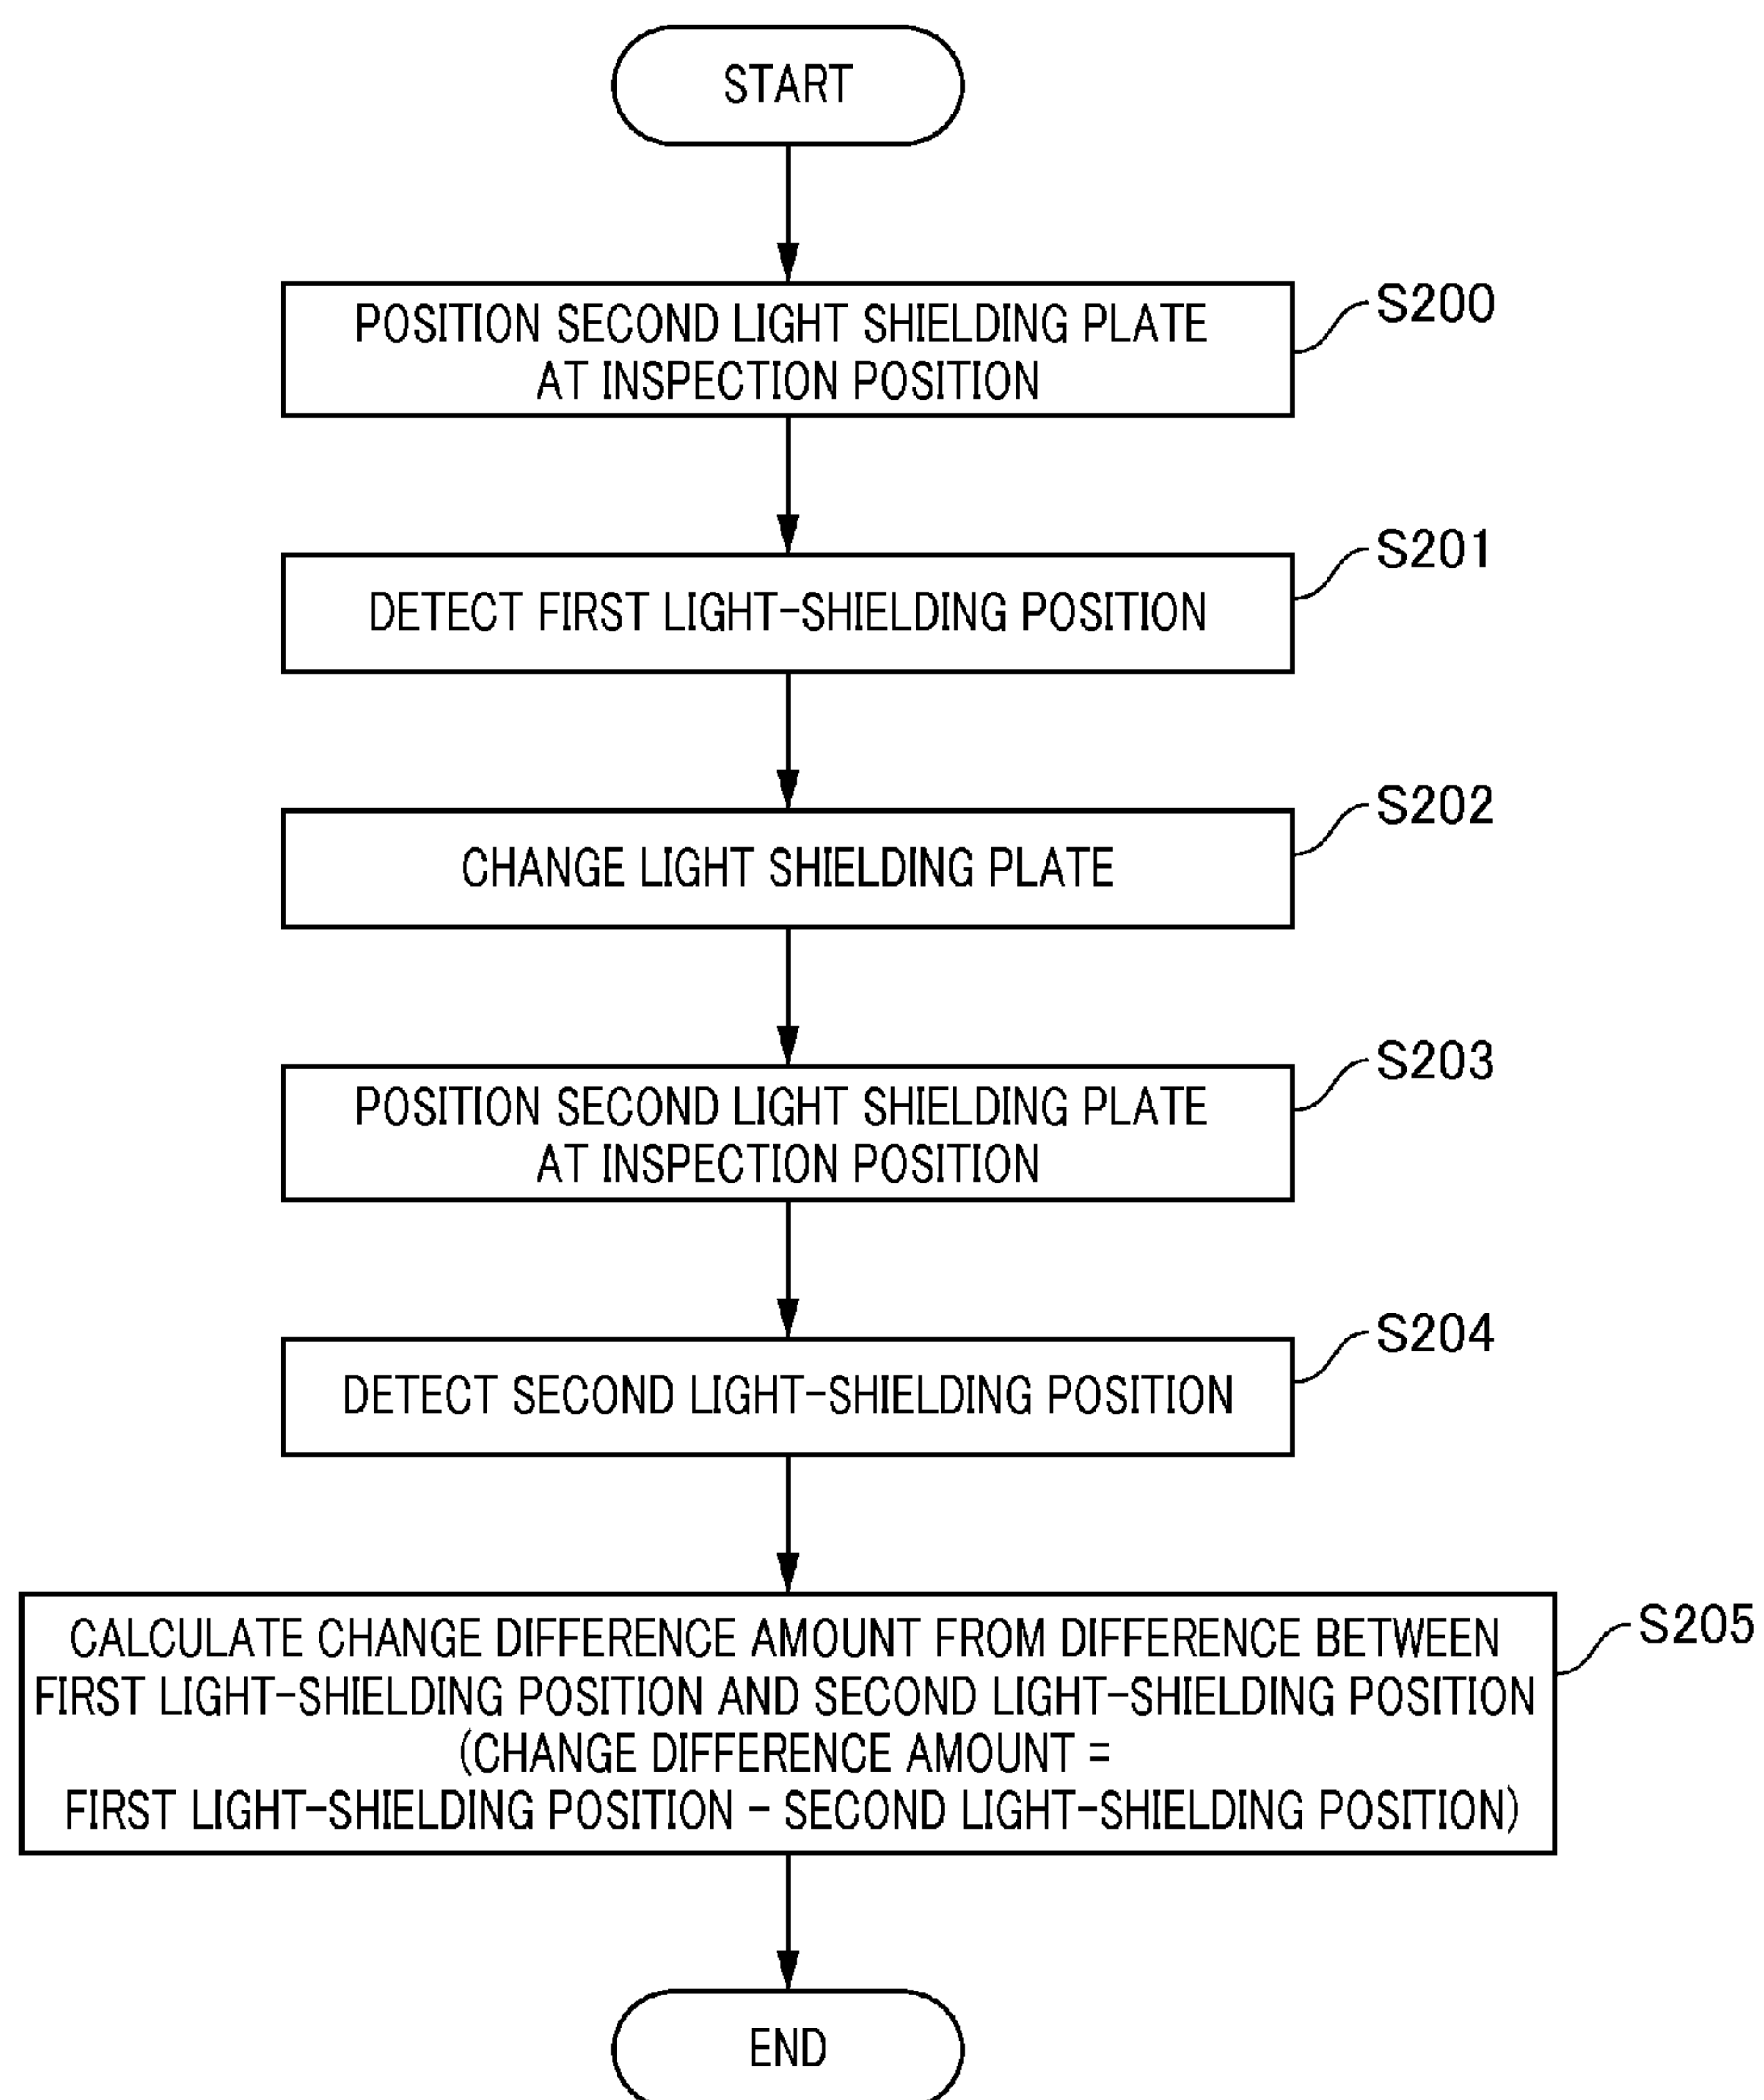 START
POSITION SECOND LIGHT SHIELDING PLATE
AT INSPECTION POSITION
S200
DETECT FIRST LIGHT-SHIELDING POSITION
S201
CHANGE LIGHT SHIELDING PLATE
S202
POSITION SECOND LIGHT SHIELDING PLATE
AT INSPECTION POSITION
S203
DETECT SECOND LIGHT-SHIELDING POSITION
S204
CALCULATE CHANGE DIFFERENCE AMOUNT FROM DIFFERENCE BETWEEN
FIRST LIGHT-SHIELDING POSITION AND SECOND LIGHT-SHIELDING POSITION
(CHANGE DIFFERENCE AMOUNT =
FIRST LIGHT-SHIELDING POSITION - SECOND LIGHT-SHIELDING POSITION)
S205
END